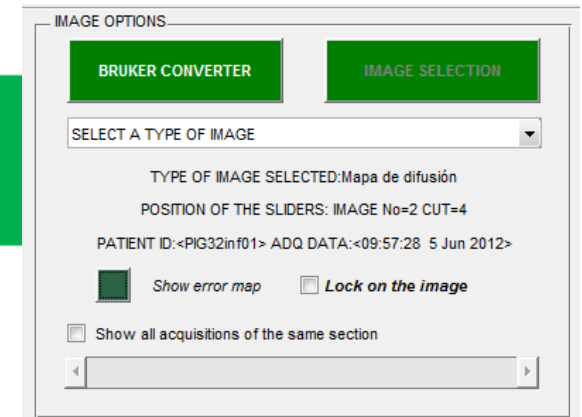 IMAGE OPTIONS
BRUKER CONVERTER
IMAGE SELECTION
SELECT A TYPE OF IMAGE
TYPE OF IMAGE SELECTED:Mapa de difusión
POSITION OF THE SLIDERS: IMAGE No=2 CUT=4
PATIENT ID:<PIG32inf01> ADQ DATA:<09:57:28 5 Jun 2012>
Show error map
Lock on the image
Show all acquisitions of the same section